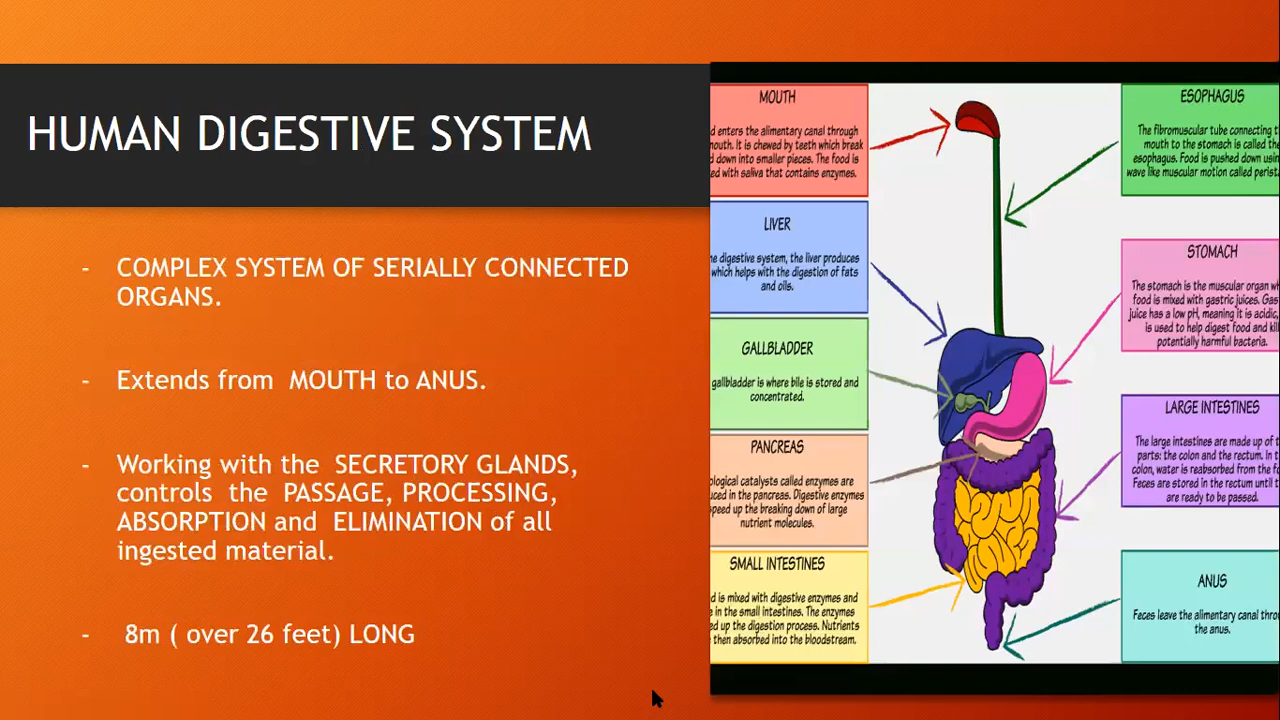 HUMAN DIGESTIVE SYSTEM
- COMPLEX SYSTEM OF SERIALLY CONNECTED
ORGANS.
- Extends from MOUTH to ANUS.
- Working with the SECRETORY GLANDS,
controls the PASSAGE, PROCESSING,
ABSORPTION and ELIMINATION of all
ingested material.
- 8m ( over 26 feet) LONG
MOUTH
enters the alimentary canal through
It is chewed by teeth which break
down into smaller pieces. The food is
with saliva that contains enzymes.
LIVER
digestive system, the liver produces
which helps with the digestion of fats
and oils.
GALLBLADDER
gallbladder is where bile is stored and
concentrated.
PANCREAS
catalysts called enzymes are
in the pancreas. Digestive enzymes
up the breaking down of large
nutrient molecules.
SMALL INTESTINES
is mixed with digestive enzymes and
in the small intestines. The enzymes
up the digestion process. Nutrients
then absorbed into the bloodstream.
ESOPHAGUS
The fibromuscular tube connecting
mouth to the stomach is called
esophagus. Food is pushed down
wave like muscular motion called
STOMACH
The stomach is the muscular organ
food is mixed with gastric juices.
juice has a low pH, meaning it is acidic,
is used to help digest food and
potentially harmful bacteria.
LARGE INTESTINES
The large intestines are made up of
parts: the colon and the rectum.
colon, water is reabsorbed from the
Feces are stored in the rectum until
are ready to be passed.
ANUS
Feces leave the alimentary canal
the anus.